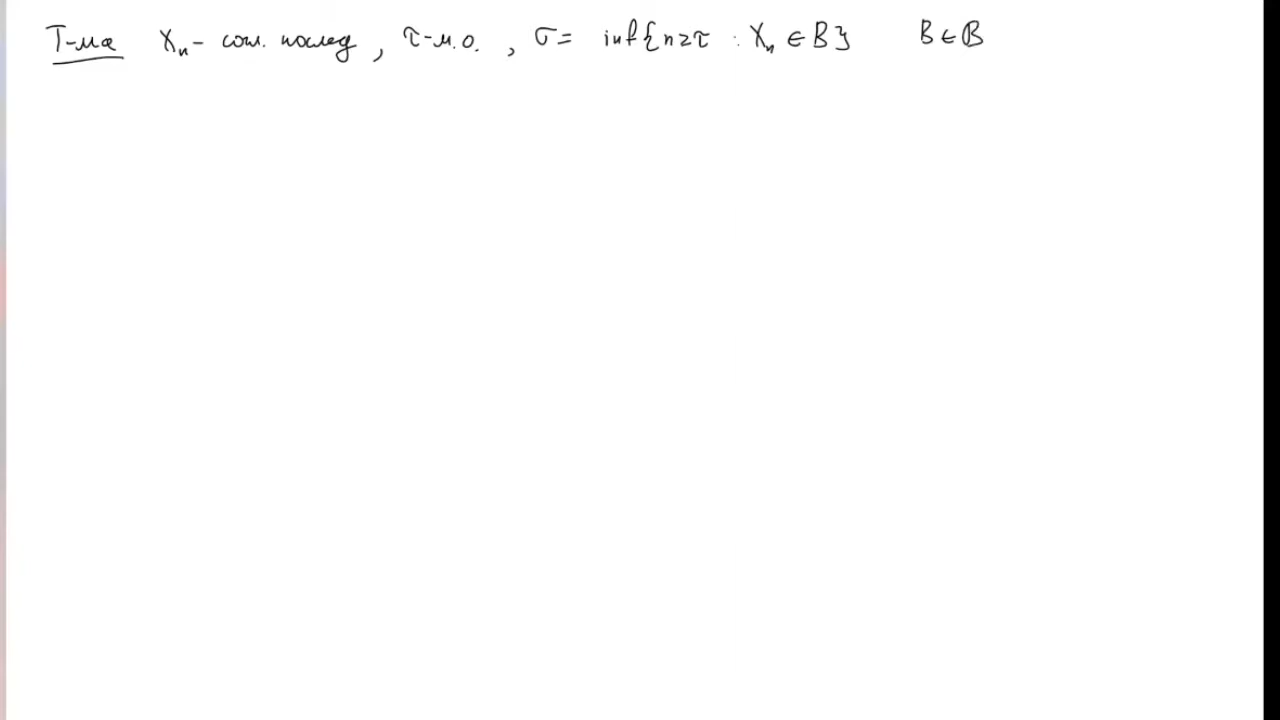 Т-ма Xₙ - согл. послед, τ-м.о., σ = inf{n≥τ : Xₙ ∈ B} B ∈ 𝔹